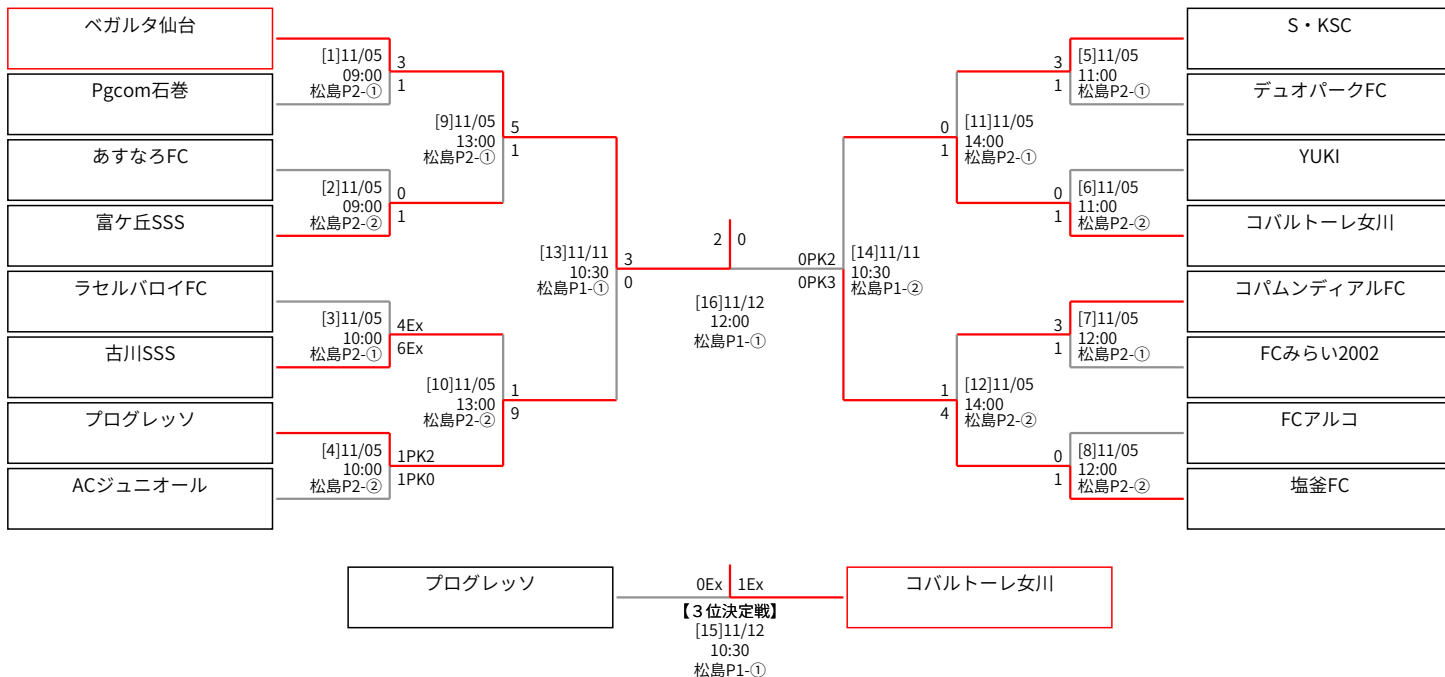 ベガルタ仙台
Pgcom石巻
あすなろFC
富ケ丘SSS
ラセルバロイFC
古川SSS
プログレッソ
ACジュニオール
[1]11/05
09:00
松島P2-①
3
1
[2]11/05
09:00
松島P2-②
0
1
[3]11/05
10:00
松島P2-①
4Ex
6Ex
[4]11/05
10:00
松島P2-②
1PK2
1PK0
[9]11/05
13:00
松島P2-①
5
1
[10]11/05
13:00
松島P2-②
1
9
[13]11/11
10:30
松島P1-①
3
0
2
0
[16]11/12
12:00
松島P1-①
0PK2
0PK3
[14]11/11
10:30
松島P1-②
0
1
[11]11/05
14:00
松島P2-①
1
4
[12]11/05
14:00
松島P2-②
3
1
[5]11/05
11:00
松島P2-①
0
1
[6]11/05
11:00
松島P2-②
3
1
[7]11/05
12:00
松島P2-①
0
1
[8]11/05
12:00
松島P2-②
S・KSC
デュオパークFC
YUKI
コバルトーレ女川
コパムンディアルFC
FCみらい2002
FCアルコ
塩釜FC
プログレッソ
0Ex
1Ex
コバルトーレ女川
【３位決定戦】
[15]11/12
10:30
松島P1-①